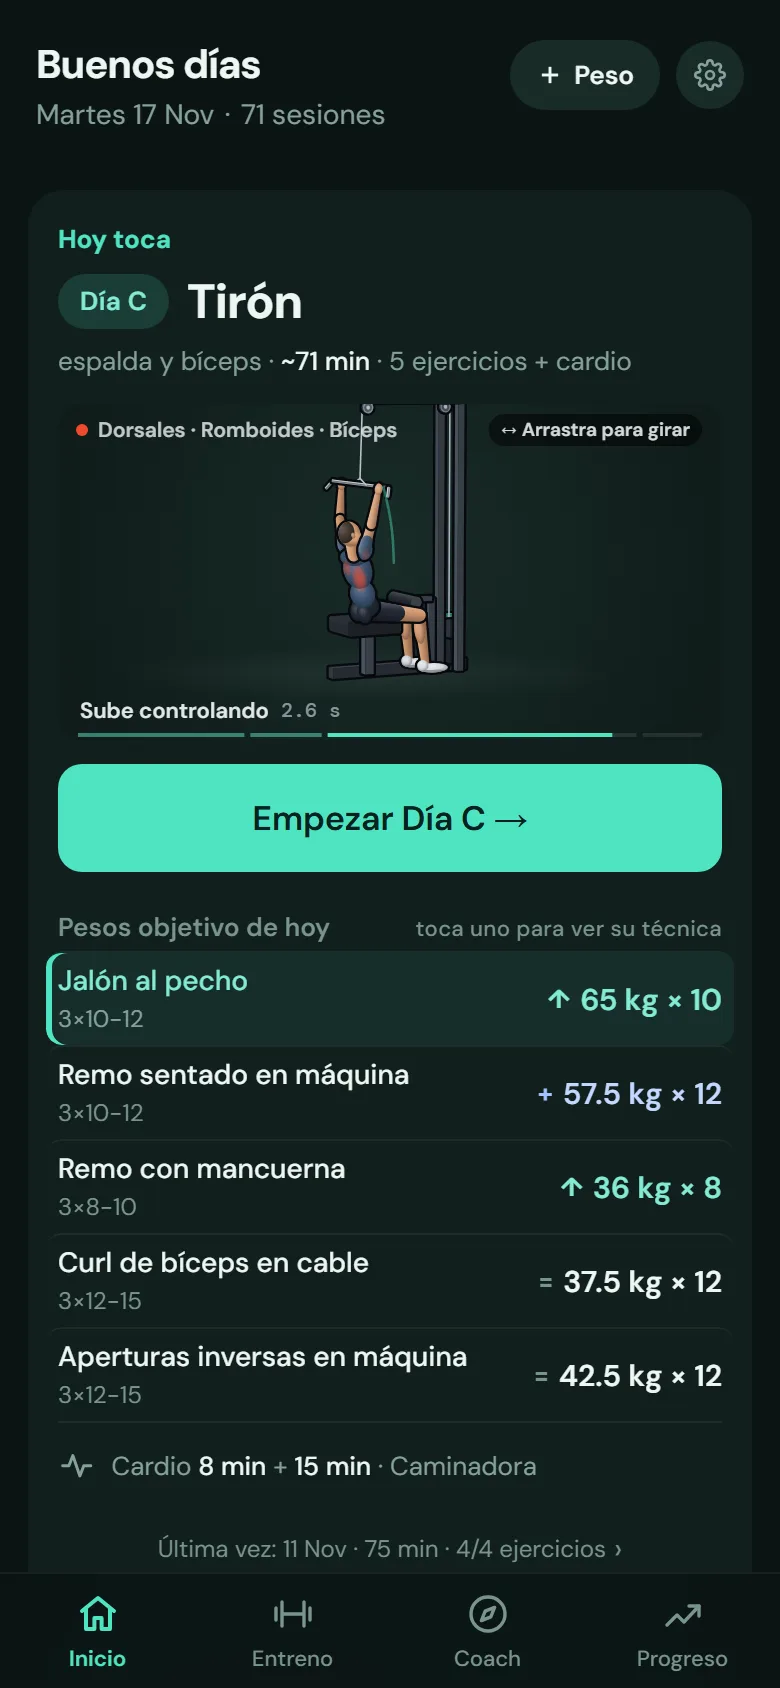 Buenos días
+ Peso
Martes 17 Nov · 71 sesiones
Hoy toca
Día C Tirón
espalda y bíceps · ~71 min · 5 ejercicios + cardio
Dorsales · Romboides · Bíceps
↔ Arrastra para girar
Sube controlando 2.6 s
Empezar Día C →
Pesos objetivo de hoy
toca uno para ver su técnica
Jalón al pecho
3×10–12
↑ 65 kg × 10
Remo sentado en máquina
3×10–12
+ 57.5 kg × 12
Remo con mancuerna
3×8–10
↑ 36 kg × 8
Curl de bíceps en cable
3×12–15
= 37.5 kg × 12
Aperturas inversas en máquina
3×12–15
= 42.5 kg × 12
Cardio 8 min + 15 min · Caminadora
Última vez: 11 Nov · 75 min · 4/4 ejercicios ›
Inicio
Entreno
Coach
Progreso